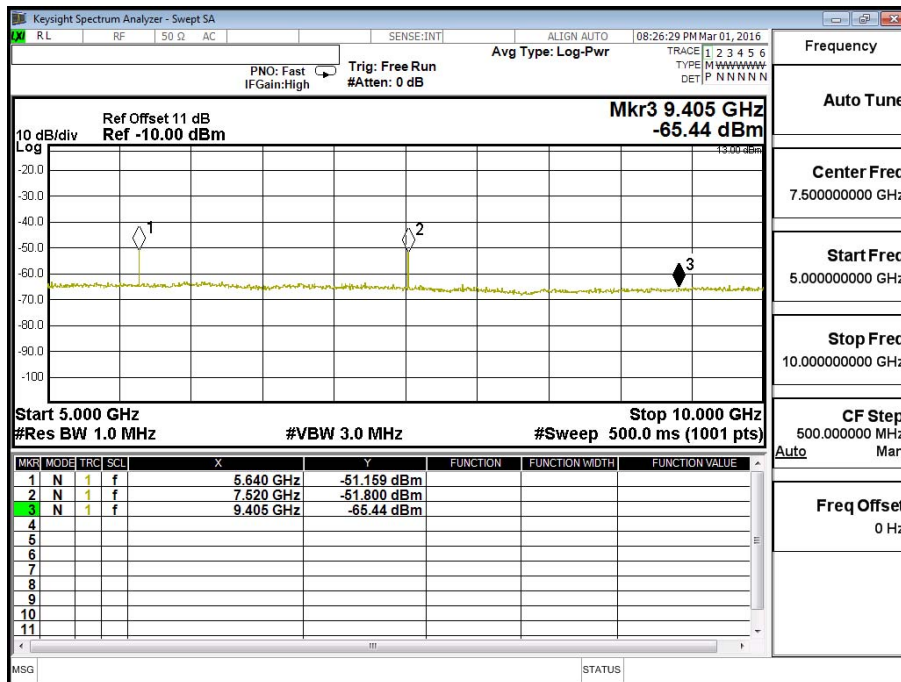 Keysight Spectrum Analyzer - Swept SA
LXI RL RF 50 Ω AC SENSE:INT ALIGN AUTO 08:26:29 PM Mar 01, 2016
Avg Type: Log-Pwr
TRACE 1 2 3 4 5 6
TYPE M WWWWW
DET P N N N N N
PNO: Fast Trig: Free Run
IFGain:High #Atten: 0 dB
Ref Offset 11 dB
Mkr3 9.405 GHz
10 dB/div Ref -10.00 dBm
-65.44 dBm
Log
-13.00 dBm
-20.0
-30.0
-40.0
-50.0
-60.0
-70.0
-80.0
-90.0
-100
1
2
3
Start 5.000 GHz Stop 10.000 GHz
#Res BW 1.0 MHz #VBW 3.0 MHz #Sweep 500.0 ms (1001 pts)
MKR MODE TRC SCL X Y FUNCTION FUNCTION WIDTH FUNCTION VALUE
1 N 1 f 5.640 GHz -51.159 dBm
2 N 1 f 7.520 GHz -51.800 dBm
3 N 1 f 9.405 GHz -65.44 dBm
4
5
6
7
8
9
10
11
MSG STATUS
Frequency
Auto Tune
Center Freq
7.500000000 GHz
Start Freq
5.000000000 GHz
Stop Freq
10.000000000 GHz
CF Step
500.000000 MHz
Auto Man
Freq Offset
0 Hz